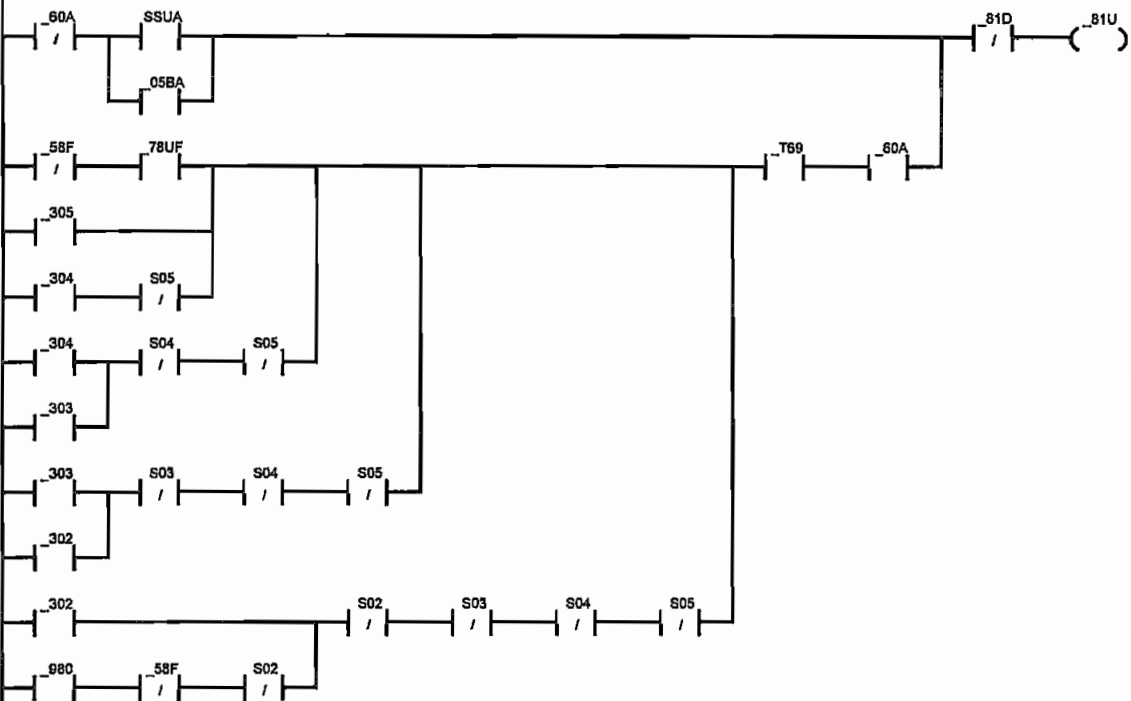 _60A SSUA _81D _81U
_05BA
_58F _78UF _T69 _60A
_305
_304 S05
_304 S04 S05
_303
_303 S03 S04 S05
_302
_302 S02 S03 S04 S05
_980 _58F S02